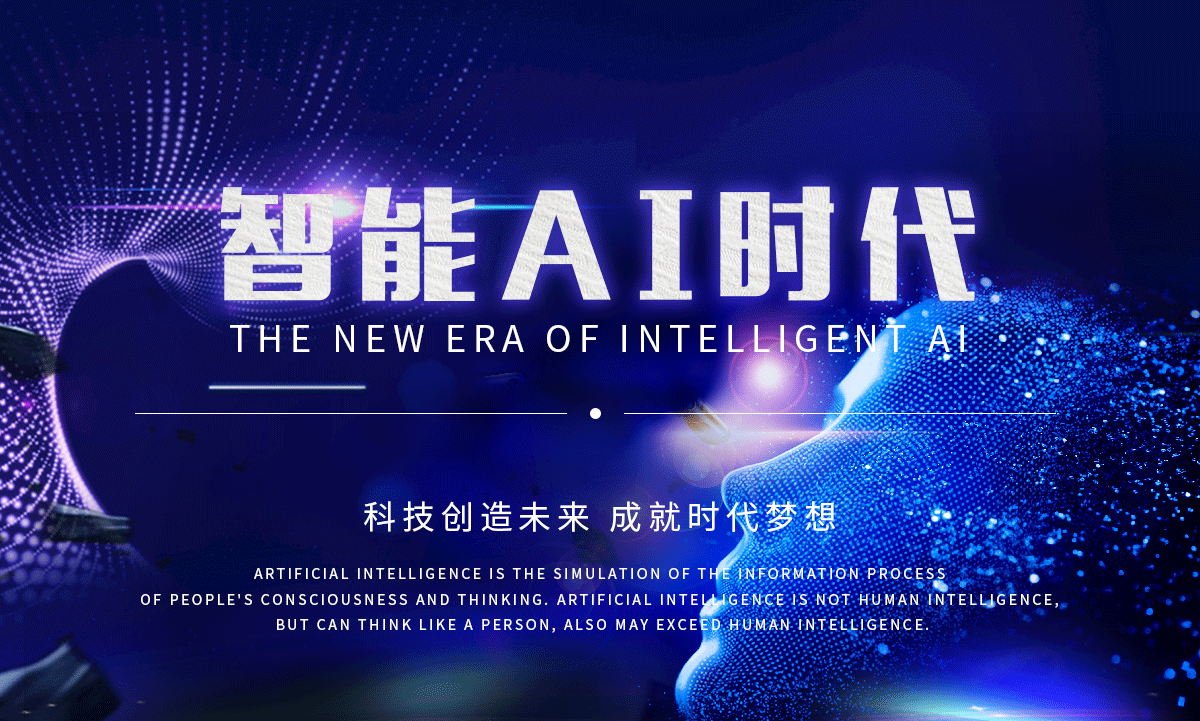 智能AI时代
THE NEW ERA OF INTELLIGENT AI
科技创造未来 成就时代梦想
ARTIFICIAL INTELLIGENCE IS THE SIMULATION OF THE INFORMATION PROCESS
OF PEOPLE'S CONSCIOUSNESS AND THINKING. ARTIFICIAL INTELLIGENCE IS NOT HUMAN INTELLIGENCE,
BUT CAN THINK LIKE A PERSON, ALSO MAY EXCEED HUMAN INTELLIGENCE.